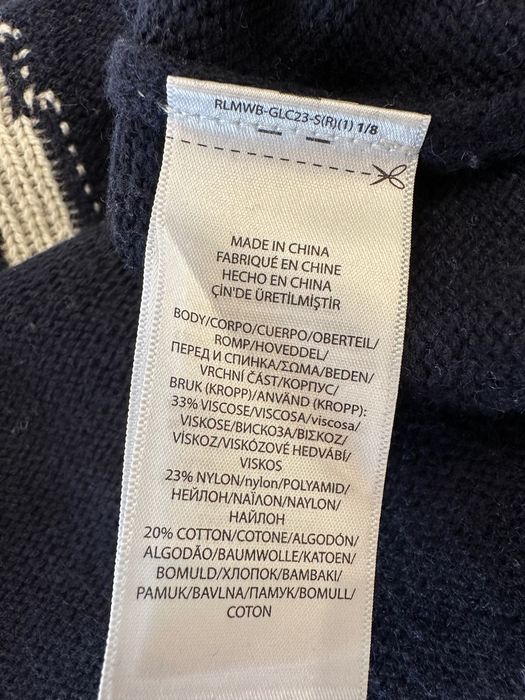 RLMWB-GLC23-S(R)(1) 1/8
MADE IN CHINA
FABRIQUÉ EN CHINE
HECHO EN CHINA
ÇİN'DE ÜRETİLMİŞTİR
BODY/CORPO/CUERPO/OBERTEIL/
ROMP/HOVEDDEL/
ПЕРЕД И СПИНКА/ΣΩΜΑ/BEDEN/
VRCHNÍ ČÁST/КОРПУС/
BRUK (KROPP)/ANVÄND (KROPP):
33% VISCOSE/VISCOSA/viscosa/
VISKOSE/ВИСКОЗА/ΒΙΣΚΟΖ/
VİSKOZ/VISKÓZOVÉ HEDVÁBÍ/
VISKOS
23% NYLON/nylon/POLYAMID/
НЕЙЛОН/ΝΑΪΛΟΝ/NAYLON/
НАЙЛОН
20% COTTON/COTONE/ALGODÓN/
ALGODÃO/BAUMWOLLE/KATOEN/
BOMULD/ХЛОПОК/ΒΑΜΒΑΚΙ/
PAMUK/BAVLNA/ПАМУК/BOMULL/
COTON